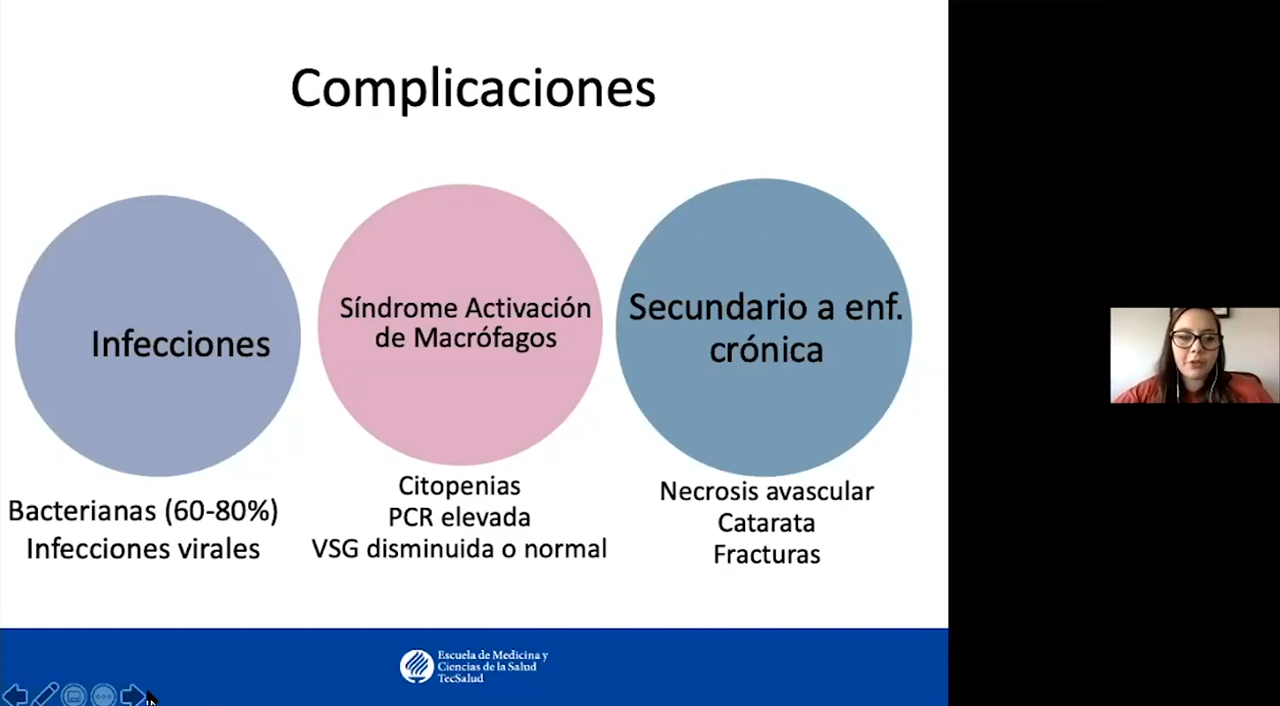 Complicaciones
Infecciones
Bacterianas (60-80%)
Infecciones virales
Síndrome Activación
de Macrófagos
Citopenias
PCR elevada
VSG disminuida o normal
Secundario a enf.
crónica
Necrosis avascular
Catarata
Fracturas
Escuela de Medicina y
Ciencias de la Salud
TecSalud